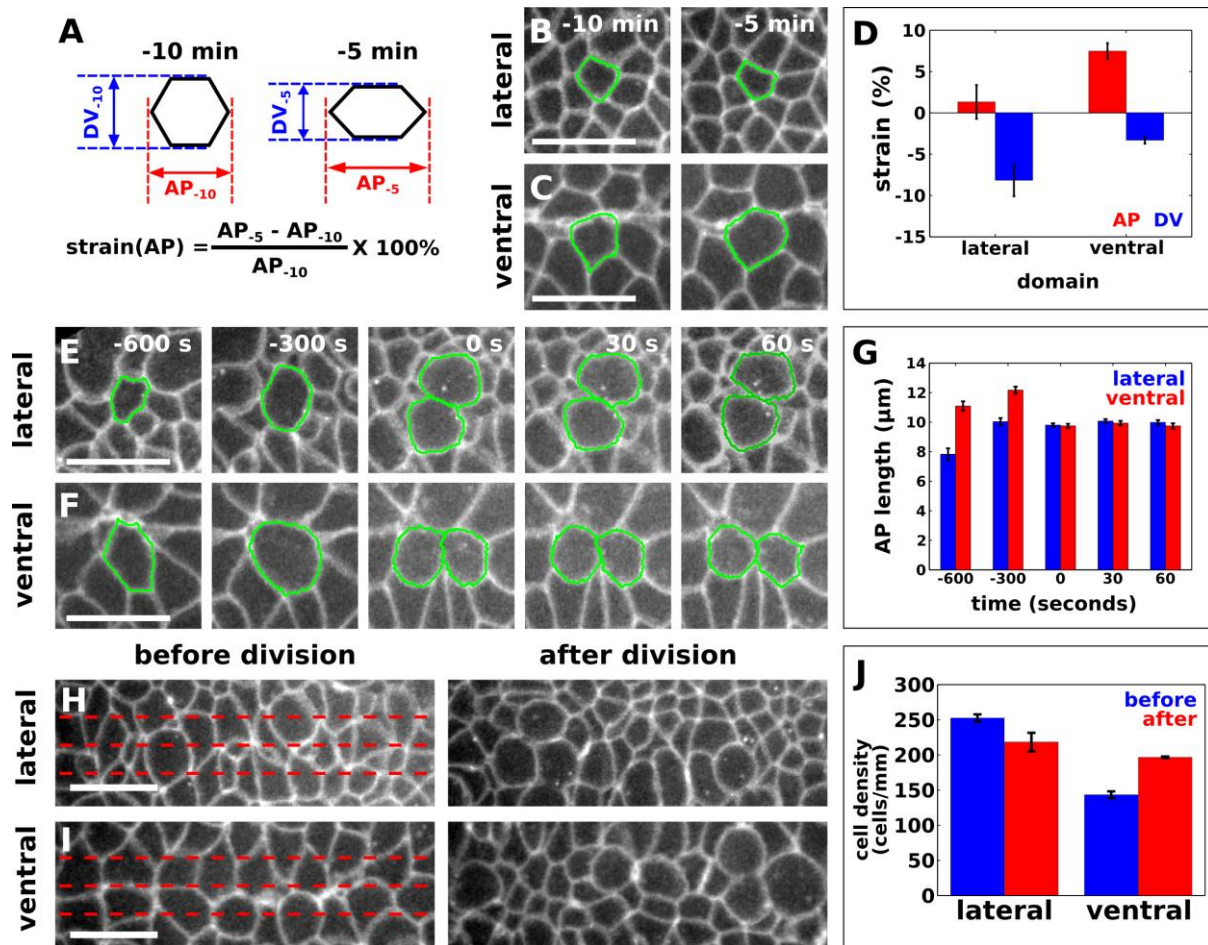 A
-10 min
-5 min
DV-10
DV-5
AP-10
AP-5
strain(AP) = AP-5 - AP-10 / AP-10 X 100%
B
-10 min
-5 min
lateral
C
ventral
D
strain (%)
10
5
0
-5
-10
-15
AP DV
lateral ventral
domain
E
-600 s
-300 s
0 s
30 s
60 s
lateral
F
ventral
G
AP length (µm)
14
12
10
8
6
4
2
0
lateral
ventral
-600 -300 0 30 60
time (seconds)
before division
after division
H
lateral
I
ventral
J
cell density
(cells/mm)
300
250
200
150
100
50
0
before
after
lateral ventral